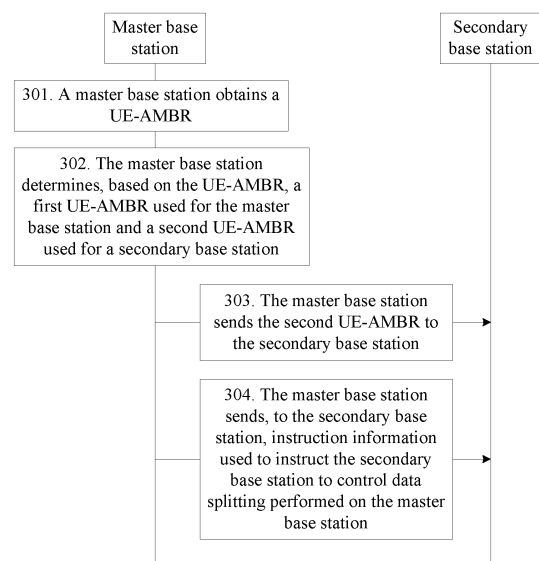 Master base
station
Secondary
base station
301. A master base station obtains a
UE-AMBR
302. The master base station
determines, based on the UE-AMBR, a
first UE-AMBR used for the master
base station and a second UE-AMBR
used for a secondary base station
303. The master base station
sends the second UE-AMBR to
the secondary base station
304. The master base station
sends, to the secondary base
station, instruction information
used to instruct the secondary
base station to control data
splitting performed on the master
base station